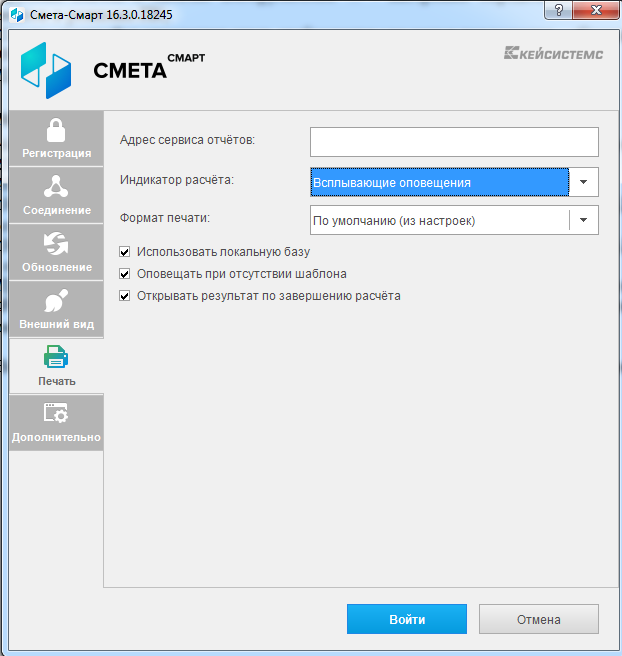 Смета-Смарт 16.3.0.18245
СМЕТА СМАРТ
КЕЙСИСТЕМС
Регистрация
Соединение
Обновление
Внешний вид
Печать
Дополнительно
Адрес сервиса отчётов:
Индикатор расчёта: Всплывающие оповещения
Формат печати: По умолчанию (из настроек)
Использовать локальную базу
Оповещать при отсутствии шаблона
Открывать результат по завершению расчёта
Войти
Отмена